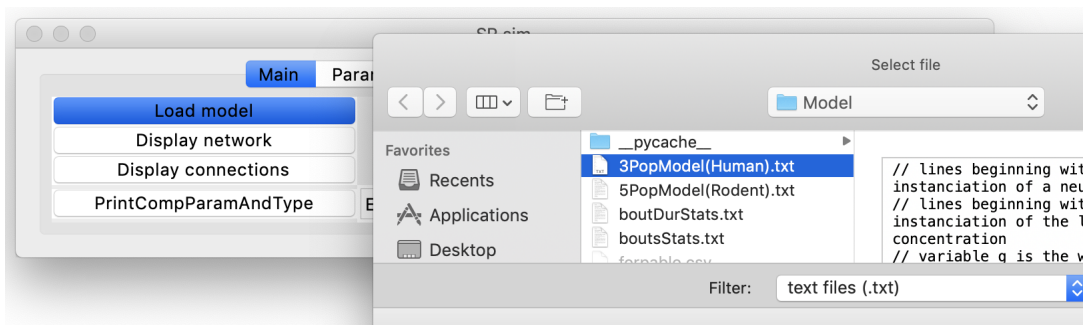 SR-sim
Select file
Main
Parar
Load model
Display network
Display connections
PrintCompParamAndType
E
Model
Favorites
Recents
Applications
Desktop
__pycache__
3PopModel(Human).txt
5PopModel(Rodent).txt
boutDurStats.txt
boutsStats.txt
// lines beginning wit
instanciation of a neu
// lines beginning wit
instanciation of the l
concentration
// variable g is the w
Filter:
text files (.txt)